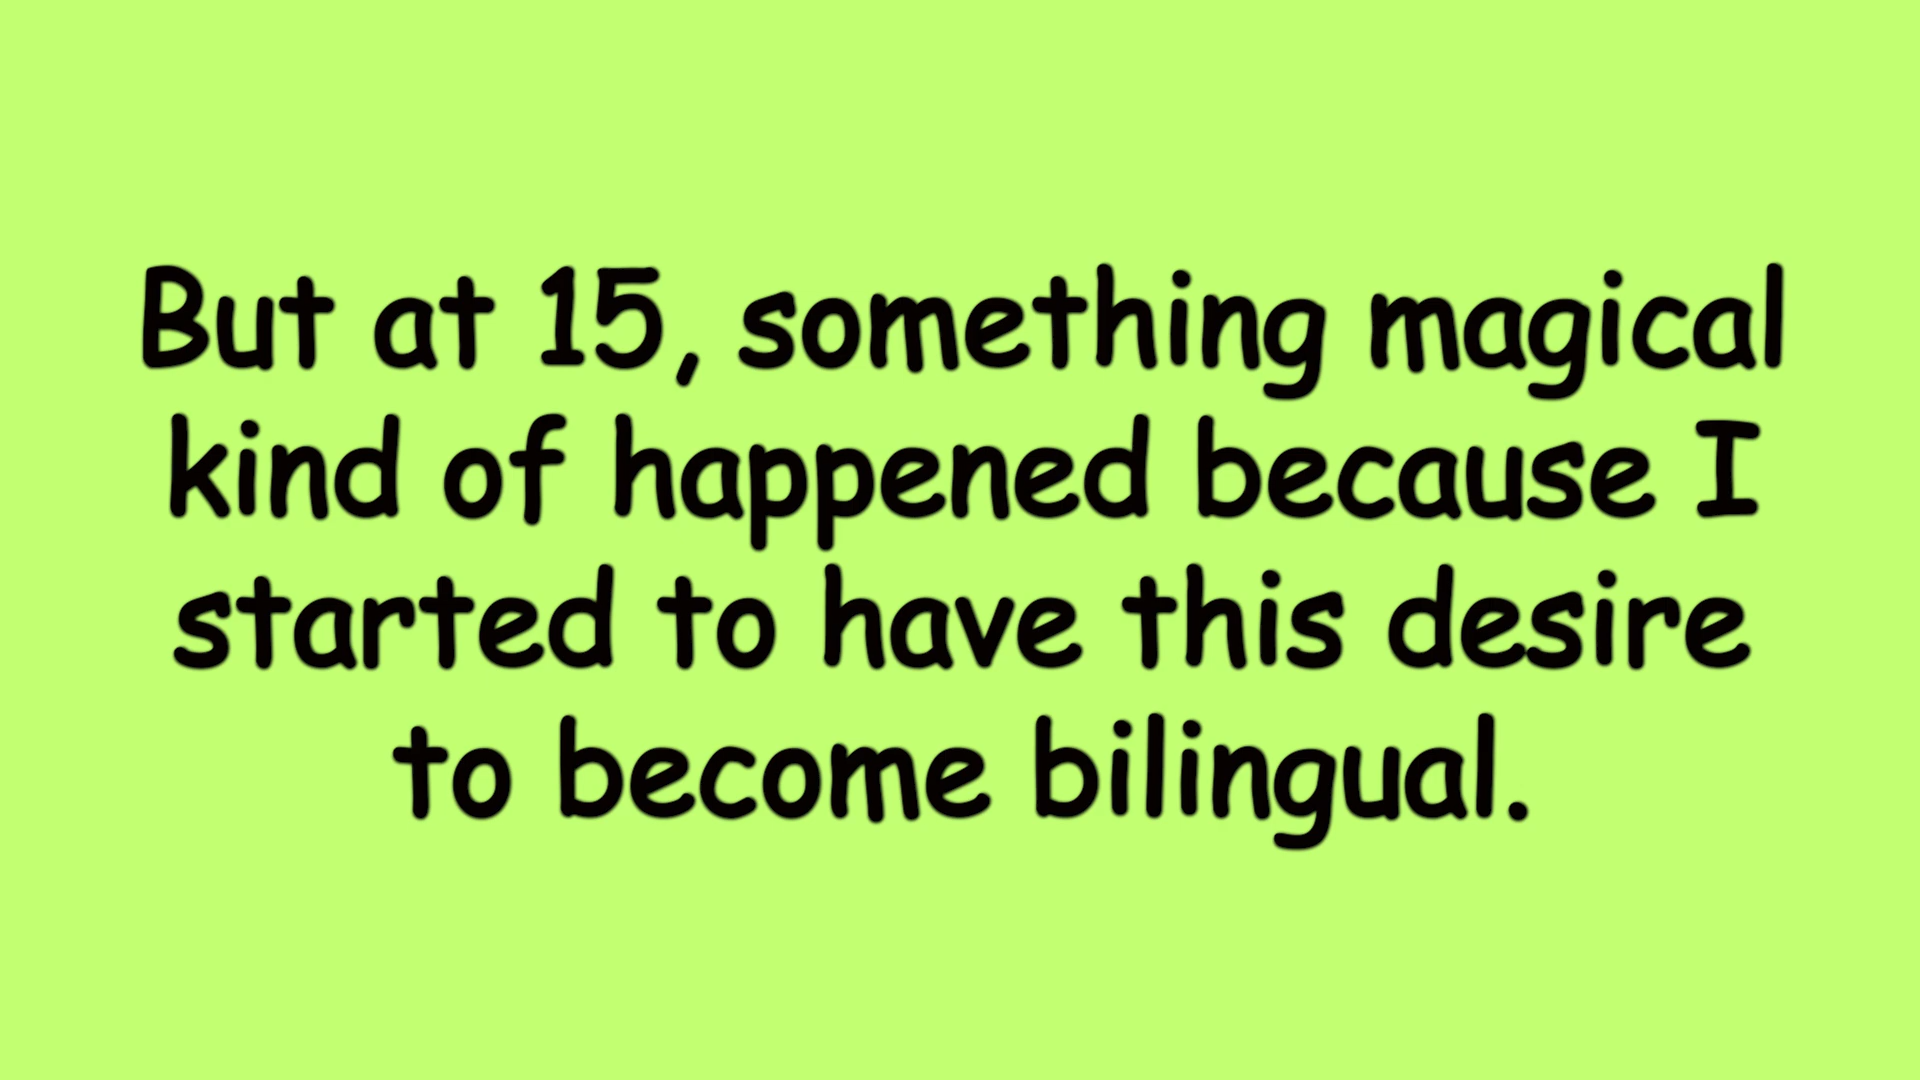 But at 15, something magical
kind of happened because I
started to have this desire
to become bilingual.